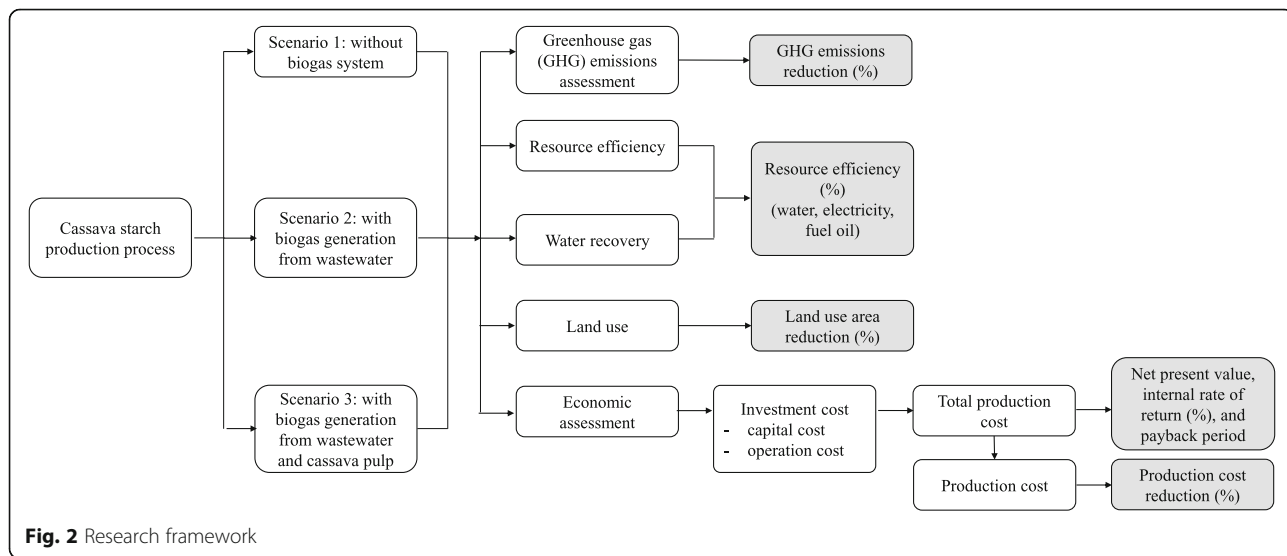 Cassava starch
production process
Scenario 1: without
biogas system
Scenario 2: with
biogas generation
from wastewater
Scenario 3: with
biogas generation
from wastewater
and cassava pulp
Greenhouse gas
(GHG) emissions
assessment
GHG emissions
reduction (%)
Resource efficiency
Water recovery
Resource efficiency
(%)
(water, electricity,
fuel oil)
Land use
Land use area
reduction (%)
Economic
assessment
Investment cost
- capital cost
- operation cost
Total production
cost
Net present value,
internal rate of
return (%), and
payback period
Production cost
Production cost
reduction (%)
Fig. 2 Research framework